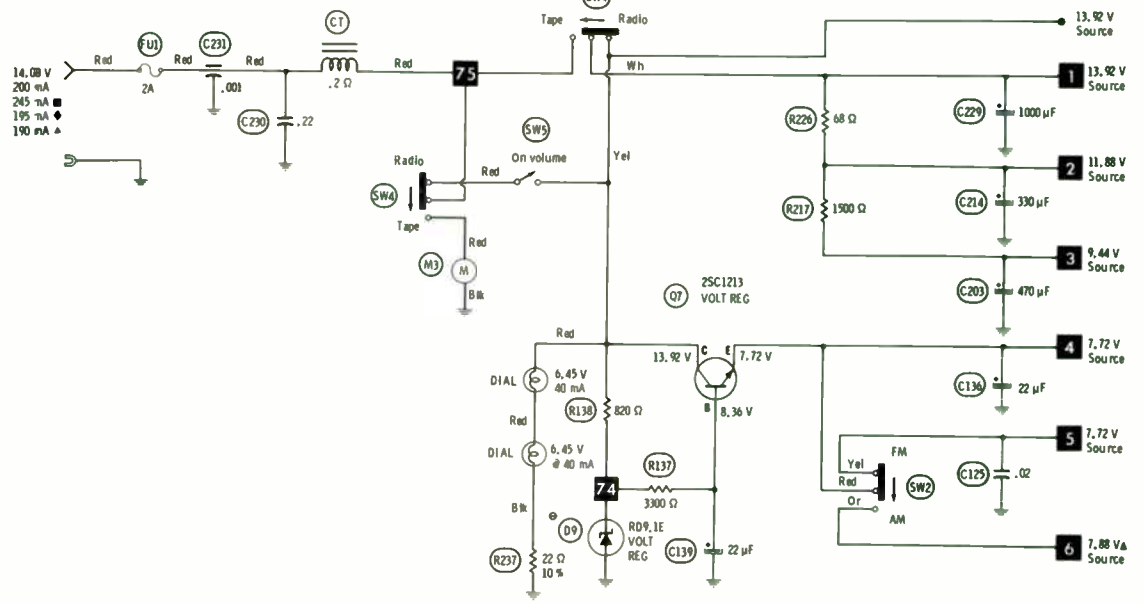 Tape
Radio
13.92 V
Source
CT
FU1
C231
Red
Red
Red
Red
75
Wh
1
13.92 V
Source
14.08 V
200 mA
245 mA ■
195 mA ◆
190 mA ▲
2A
.001
.2 Ω
C230
.22
R226
68 Ω
C229
1000 µF
SW5
On volume
Yel
Radio
Red
SW4
Tape
2
11.88 V
Source
R217
1500 Ω
C214
330 µF
Red
M3
M
Blk
3
9.44 V
Source
C203
470 µF
Q7
2SC1213
VOLT REG
Red
13.92 V
C
E
7.72 V
4
7.72 V
Source
DIAL
6.45 V
40 mA
R138
820 Ω
B
8.36 V
C136
22 µF
Red
DIAL
6.45 V
@ 40 mA
5
7.72 V
Source
FM
Yel
Red
Or
AM
SW2
C125
.02
R137
74
3300 Ω
Blk
D9
RD9.1E
VOLT
REG
C139
22 µF
R237
22 Ω
10 %
6
7.88 V▲
Source